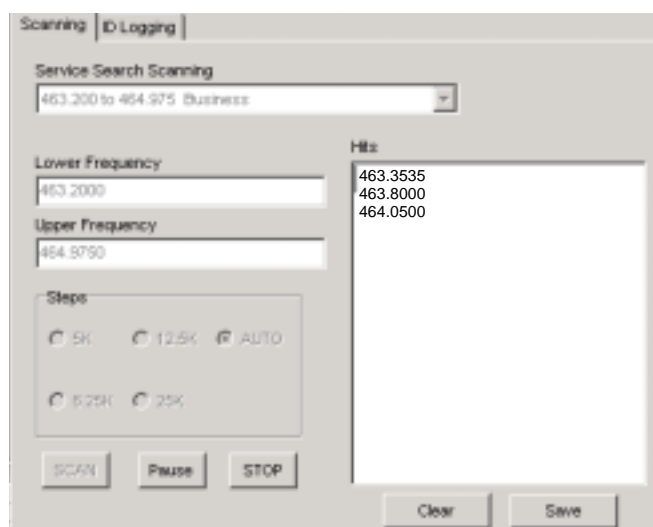 Scanning ID Logging
Service Search Scanning
463.200 to 464.975 Business
Lower Frequency
463.2000
Upper Frequency
464.9750
Steps
5K 12.5K AUTO
6.25K 25K
SCAN Pause STOP
Hits
463.3535
463.8000
464.0500
Clear Save